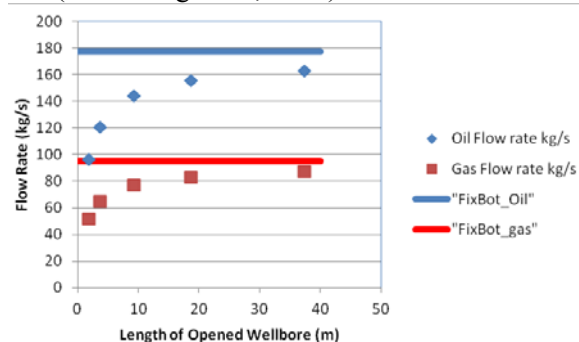 200
180
160
140
120
100
80
60
40
20
0
Flow Rate (kg/s)
0 10 20 30 40 50
Length of Opened Wellbore (m)
Oil Flow rate kg/s
Gas Flow rate kg/s
"FixBot_Oil"
"FixBot_gas"